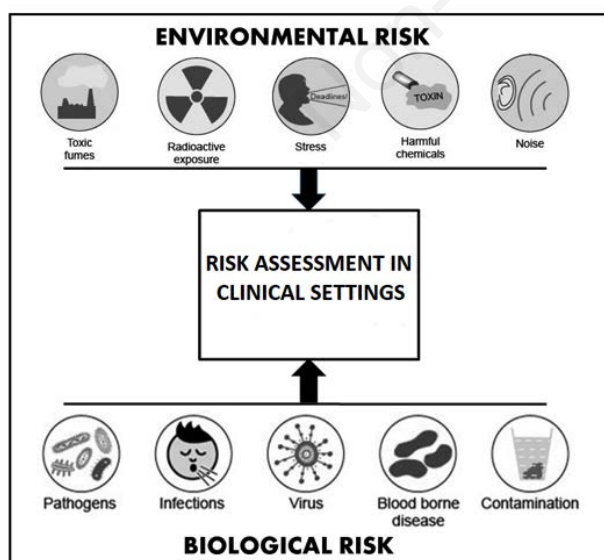 ENVIRONMENTAL RISK
Deadlines!
TOXIN
Toxic
fumes
Radioactive
exposure
Stress
Harmful
chemicals
Noise
RISK ASSESSMENT IN
CLINICAL SETTINGS
Pathogens
Infections
Virus
Blood borne
disease
Contamination
BIOLOGICAL RISK